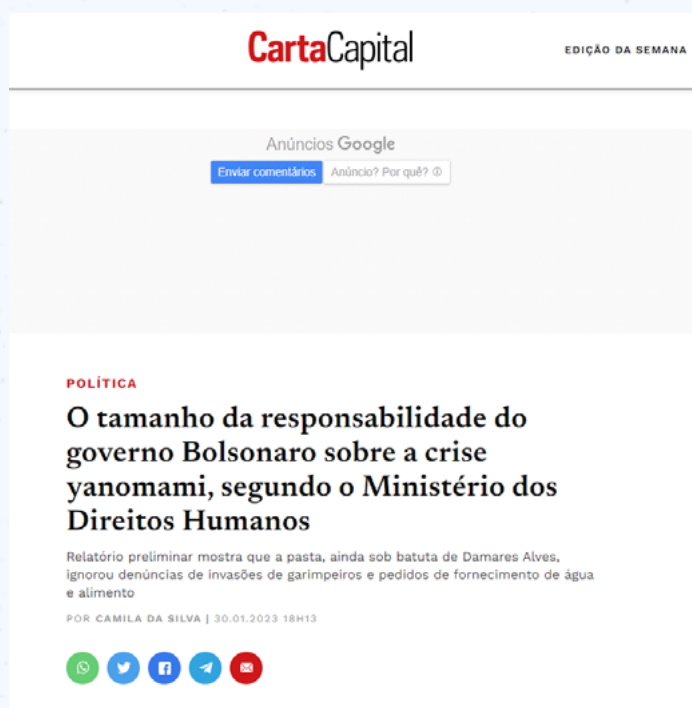 CartaCapital
EDIÇÃO DA SEMANA
Anúncios Google
Enviar comentários
Anúncio? Por quê?
POLÍTICA
O tamanho da responsabilidade do
governo Bolsonaro sobre a crise
yanomami, segundo o Ministério dos
Direitos Humanos
Relatório preliminar mostra que a pasta, ainda sob batuta de Damares Alves,
ignorou denúncias de invasões de garimpeiros e pedidos de fornecimento de água
e alimento
POR CAMILA DA SILVA | 30.01.2023 18H13